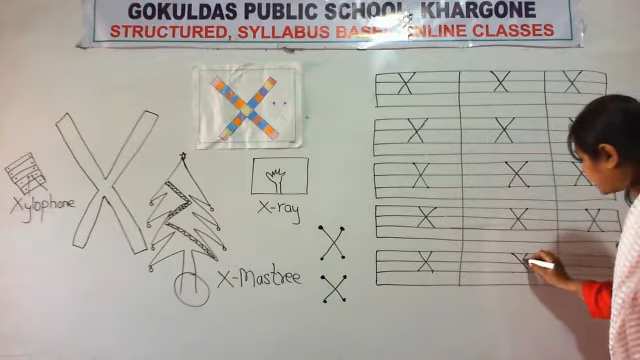 GOKULDAS PUBLIC SCHOOL, KHARGONE
STRUCTURED, SYLLABUS BASED ONLINE CLASSES
X
X X X
X X X
X X X
X X X
X X
X
Xylophone
X-ray
X-Mastree
X
X